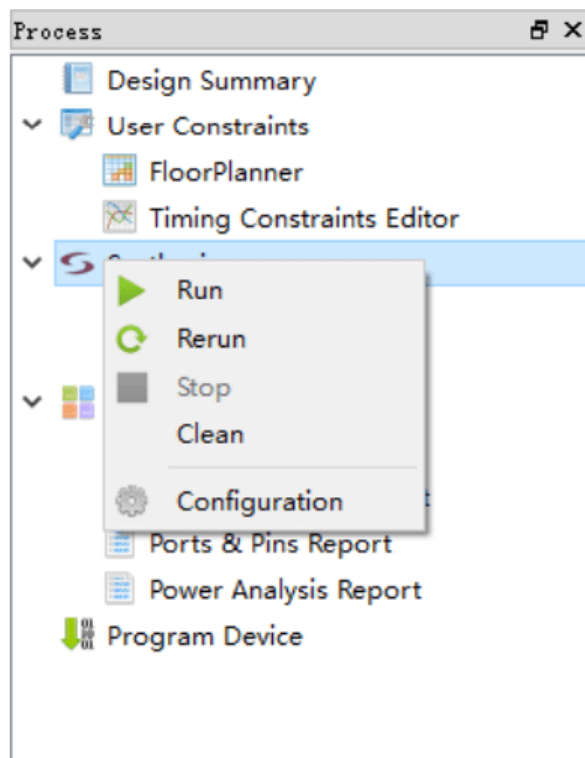 Process
Design Summary
User Constraints
FloorPlanner
Timing Constraints Editor
Run
Rerun
Stop
Clean
Configuration
Ports & Pins Report
Power Analysis Report
Program Device